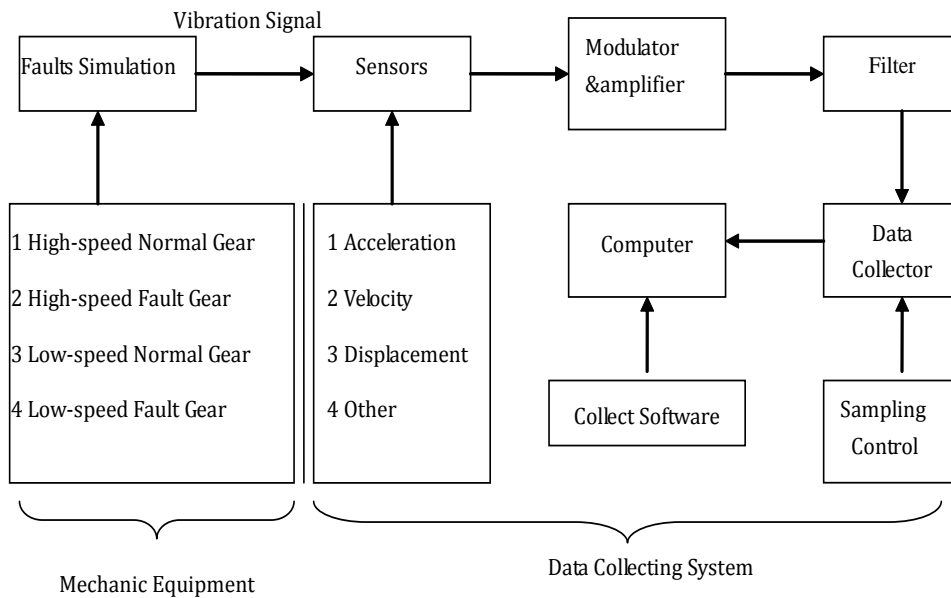 Vibration Signal
Faults Simulation
Sensors
Modulator
&amplifier
Filter
1 High-speed Normal Gear
2 High-speed Fault Gear
3 Low-speed Normal Gear
4 Low-speed Fault Gear
1 Acceleration
2 Velocity
3 Displacement
4 Other
Computer
Data
Collector
Collect Software
Sampling
Control
Mechanic Equipment
Data Collecting System